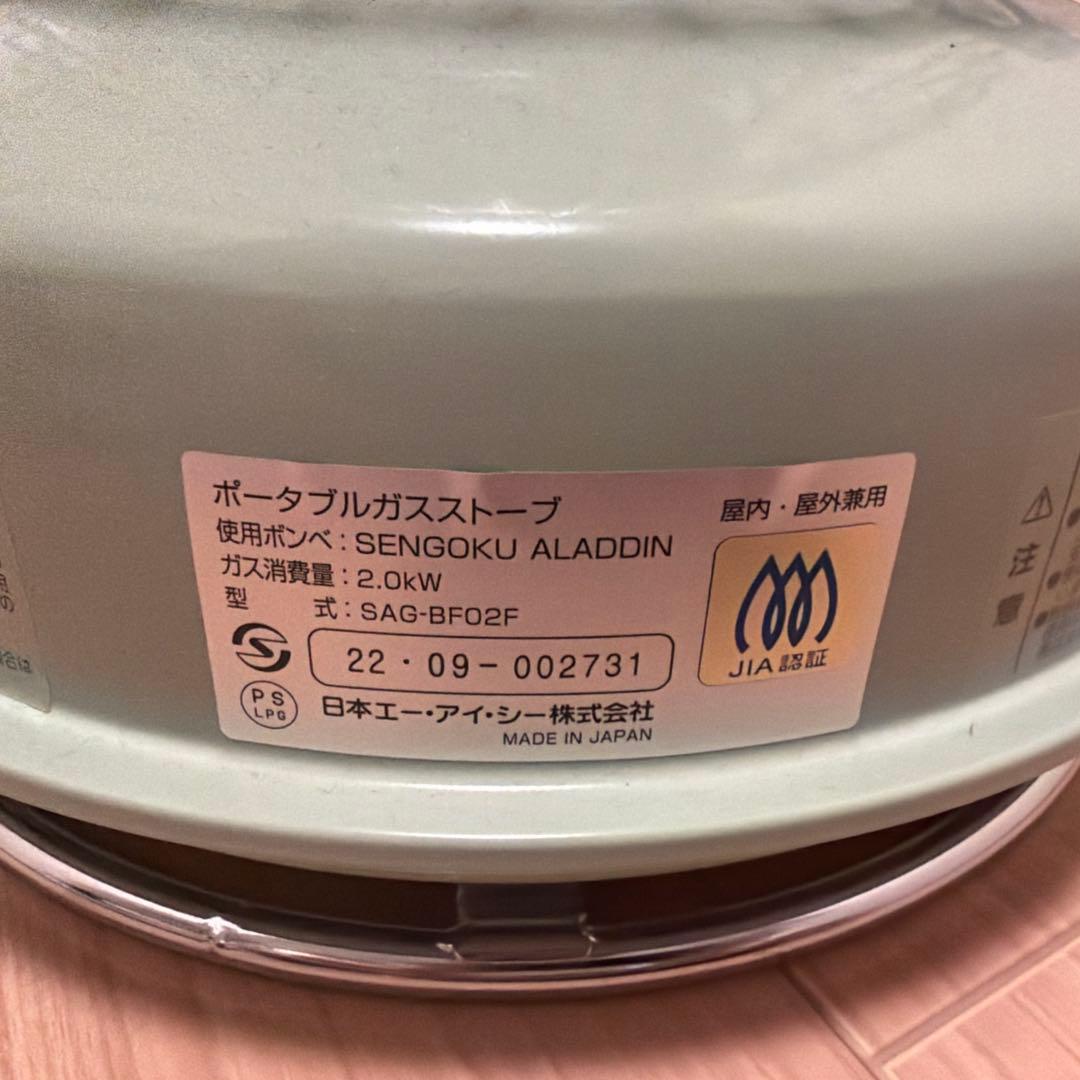 ポータブルガスストーブ
屋内・屋外兼用
使用ボンベ：SENGOKU ALADDIN
ガス消費量：2.0kW
型　式：SAG-BF02F
22・09-002731
PS
LPG
日本エー・アイ・シー株式会社
MADE IN JAPAN
JIA認証
注
意